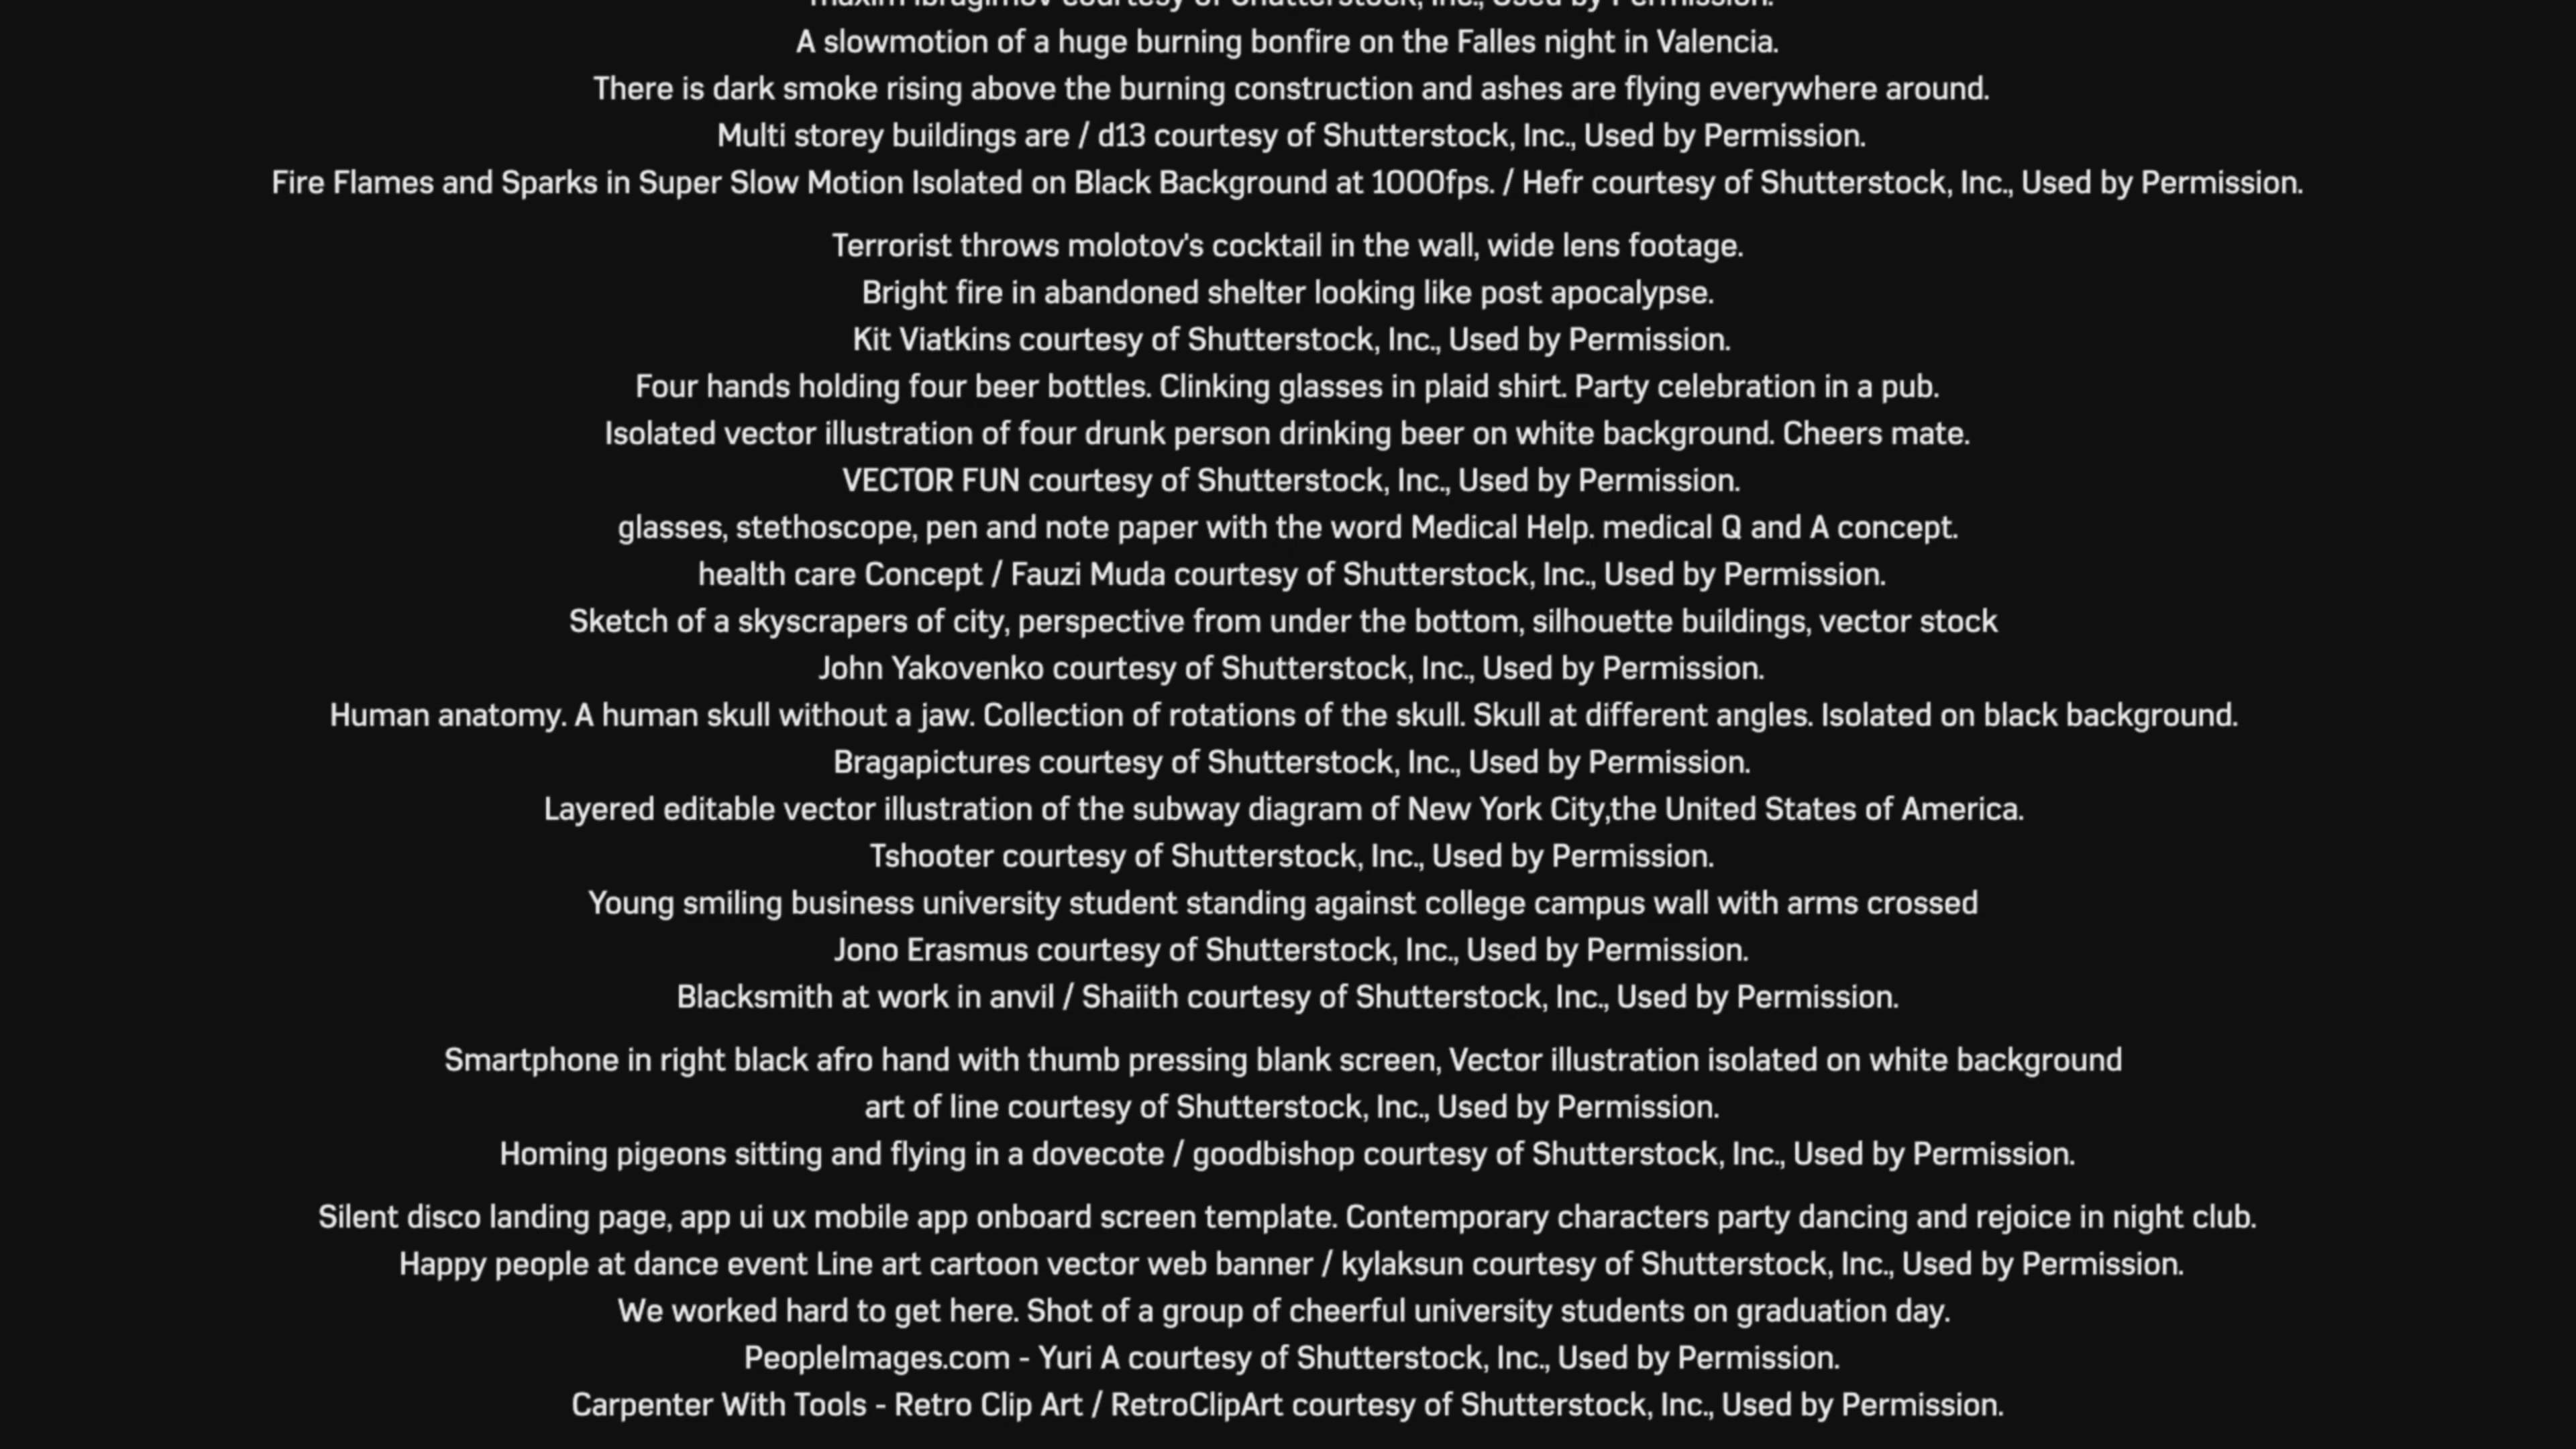 maxim ibragimov courtesy of Shutterstock, Inc., Used by Permission.
A slowmotion of a huge burning bonfire on the Falles night in Valencia.
There is dark smoke rising above the burning construction and ashes are flying everywhere around.
Multi storey buildings are / d13 courtesy of Shutterstock, Inc., Used by Permission.
Fire Flames and Sparks in Super Slow Motion Isolated on Black Background at 1000fps. / Hefr courtesy of Shutterstock, Inc., Used by Permission.
Terrorist throws molotov's cocktail in the wall, wide lens footage.
Bright fire in abandoned shelter looking like post apocalypse.
Kit Viatkins courtesy of Shutterstock, Inc., Used by Permission.
Four hands holding four beer bottles. Clinking glasses in plaid shirt. Party celebration in a pub.
Isolated vector illustration of four drunk person drinking beer on white background. Cheers mate.
VECTOR FUN courtesy of Shutterstock, Inc., Used by Permission.
glasses, stethoscope, pen and note paper with the word Medical Help. medical Q and A concept.
health care Concept / Fauzi Muda courtesy of Shutterstock, Inc., Used by Permission.
Sketch of a skyscrapers of city, perspective from under the bottom, silhouette buildings, vector stock
John Yakovenko courtesy of Shutterstock, Inc., Used by Permission.
Human anatomy. A human skull without a jaw. Collection of rotations of the skull. Skull at different angles. Isolated on black background.
Bragapictures courtesy of Shutterstock, Inc., Used by Permission.
Layered editable vector illustration of the subway diagram of New York City,the United States of America.
Tshooter courtesy of Shutterstock, Inc., Used by Permission.
Young smiling business university student standing against college campus wall with arms crossed
Jono Erasmus courtesy of Shutterstock, Inc., Used by Permission.
Blacksmith at work in anvil / Shaiith courtesy of Shutterstock, Inc., Used by Permission.
Smartphone in right black afro hand with thumb pressing blank screen, Vector illustration isolated on white background
art of line courtesy of Shutterstock, Inc., Used by Permission.
Homing pigeons sitting and flying in a dovecote / goodbishop courtesy of Shutterstock, Inc., Used by Permission.
Silent disco landing page, app ui ux mobile app onboard screen template. Contemporary characters party dancing and rejoice in night club.
Happy people at dance event Line art cartoon vector web banner / kylaksun courtesy of Shutterstock, Inc., Used by Permission.
We worked hard to get here. Shot of a group of cheerful university students on graduation day.
PeopleImages.com - Yuri A courtesy of Shutterstock, Inc., Used by Permission.
Carpenter With Tools - Retro Clip Art / RetroClipArt courtesy of Shutterstock, Inc., Used by Permission.